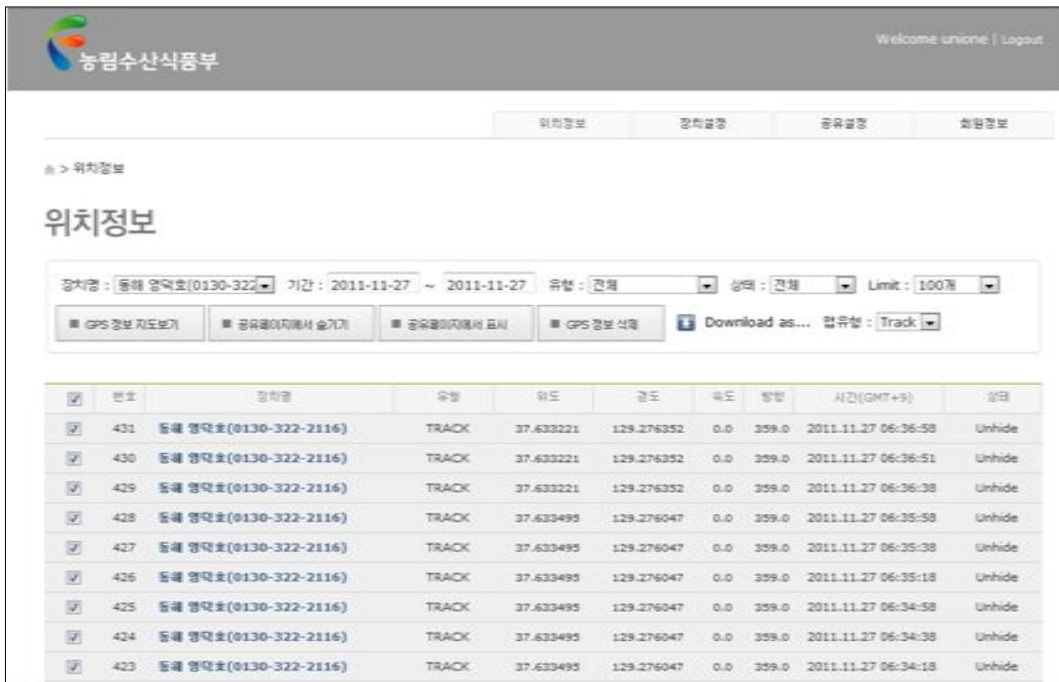 농림수산식품부
Welcome unione | Logout
위치정보 장치설정 공유설정 회원정보
> 위치정보
위치정보
장치명 : 동해 영덕호(0130-322 기간 : 2011-11-27 ~ 2011-11-27 유형 : 전체 상태 : 전체 Limit : 100개
GPS 정보 지도보기 공유페이지에서 숨기기 공유페이지에서 표시 GPS 정보 삭제 Download as... 맵유형 : Track
번호 장치명 유형 위도 경도 속도 방향 시간(GMT+9) 상태
431 동해 영덕호(0130-322-2116) TRACK 37.633221 129.276352 0.0 359.0 2011.11.27 06:36:58 Unhide
430 동해 영덕호(0130-322-2116) TRACK 37.633221 129.276352 0.0 359.0 2011.11.27 06:36:51 Unhide
429 동해 영덕호(0130-322-2116) TRACK 37.633221 129.276352 0.0 359.0 2011.11.27 06:36:38 Unhide
428 동해 영덕호(0130-322-2116) TRACK 37.633495 129.276047 0.0 359.0 2011.11.27 06:35:58 Unhide
427 동해 영덕호(0130-322-2116) TRACK 37.633495 129.276047 0.0 359.0 2011.11.27 06:35:38 Unhide
426 동해 영덕호(0130-322-2116) TRACK 37.633495 129.276047 0.0 359.0 2011.11.27 06:35:18 Unhide
425 동해 영덕호(0130-322-2116) TRACK 37.633495 129.276047 0.0 359.0 2011.11.27 06:34:58 Unhide
424 동해 영덕호(0130-322-2116) TRACK 37.633495 129.276047 0.0 359.0 2011.11.27 06:34:38 Unhide
423 동해 영덕호(0130-322-2116) TRACK 37.633495 129.276047 0.0 359.0 2011.11.27 06:34:18 Unhide